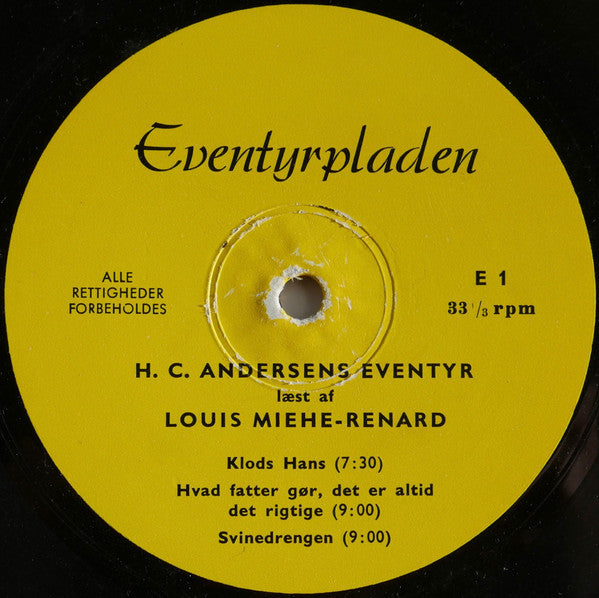 Eventyrpladen
ALLE
RETTIGHEDER
FORBEHOLDES
E 1
33 1/3 rpm
H. C. ANDERSENS EVENTYR
læst af
LOUIS MIEHE-RENARD
Klods Hans (7:30)
Hvad fatter gør, det er altid
det rigtige (9:00)
Svinedrengen (9:00)